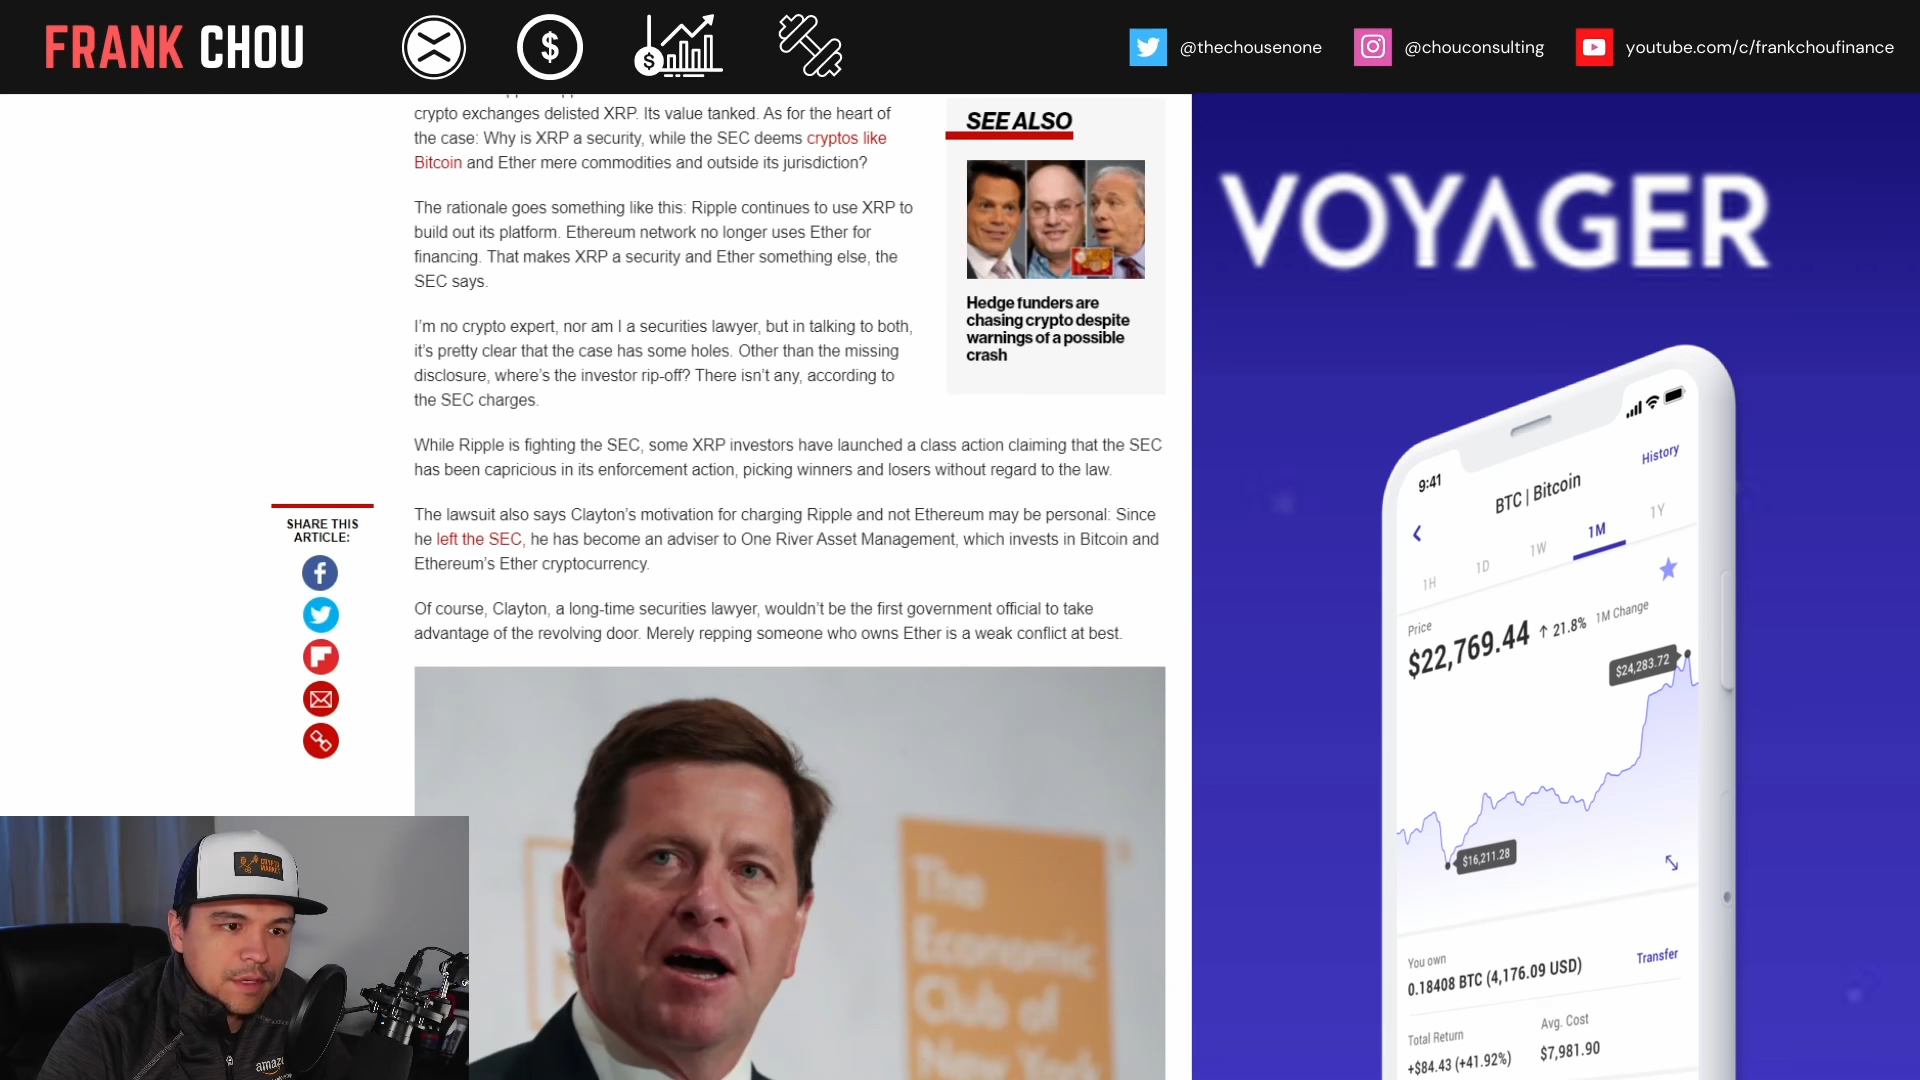 FRANK CHOU
@thechousenone
@chouconsulting
youtube.com/c/frankchoufinance
crypto exchanges delisted XRP. Its value tanked. As for the heart of
the case: Why is XRP a security, while the SEC deems cryptos like
Bitcoin and Ether mere commodities and outside its jurisdiction?
The rationale goes something like this: Ripple continues to use XRP to
build out its platform. Ethereum network no longer uses Ether for
financing. That makes XRP a security and Ether something else, the
SEC says.
I'm no crypto expert, nor am I a securities lawyer, but in talking to both,
it's pretty clear that the case has some holes. Other than the missing
disclosure, where's the investor rip-off? There isn't any, according to
the SEC charges.
While Ripple is fighting the SEC, some XRP investors have launched a class action claiming that the SEC
has been capricious in its enforcement action, picking winners and losers without regard to the law.
The lawsuit also says Clayton's motivation for charging Ripple and not Ethereum may be personal: Since
he left the SEC, he has become an adviser to One River Asset Management, which invests in Bitcoin and
Ethereum's Ether cryptocurrency.
Of course, Clayton, a long-time securities lawyer, wouldn't be the first government official to take
advantage of the revolving door. Merely repping someone who owns Ether is a weak conflict at best.
SEE ALSO
Hedge funders are
chasing crypto despite
warnings of a possible
crash
SHARE THIS
ARTICLE:
The
Economic
Club of
New York
CRYPTO
MARKET
amazon
VOYAGER
9:41
History
BTC | Bitcoin
1H 1D 1W 1M 1Y
Price
$22,769.44 ↑ 21.8% 1M Change
$24,283.72
$16,211.28
You own
0.18408 BTC (4,176.09 USD)
Transfer
Total Return
+$84.43 (+41.92%)
Avg. Cost
$7,981.90